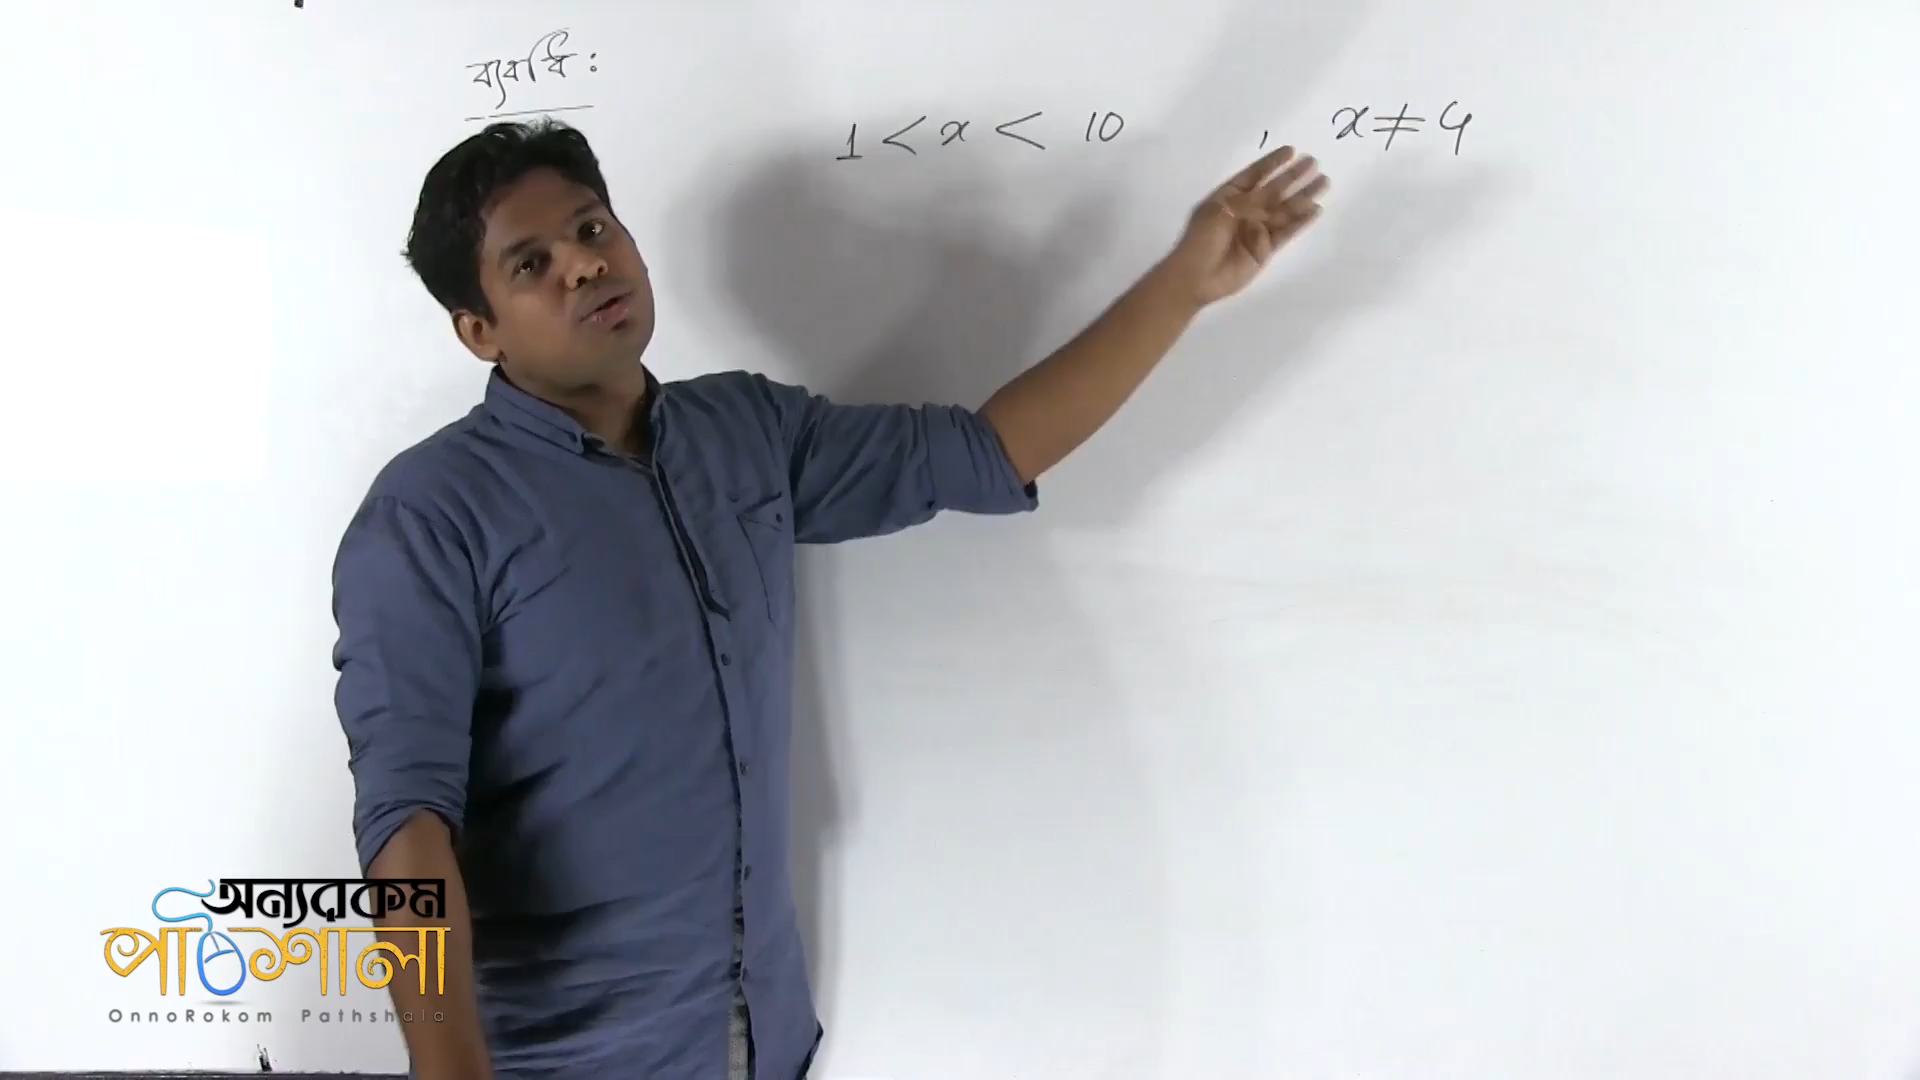 ব্যবধি :
1 < x < 10 , x ≠ 4
অন্যরকম
পাঠশালা
OnnoRokom Pathshala